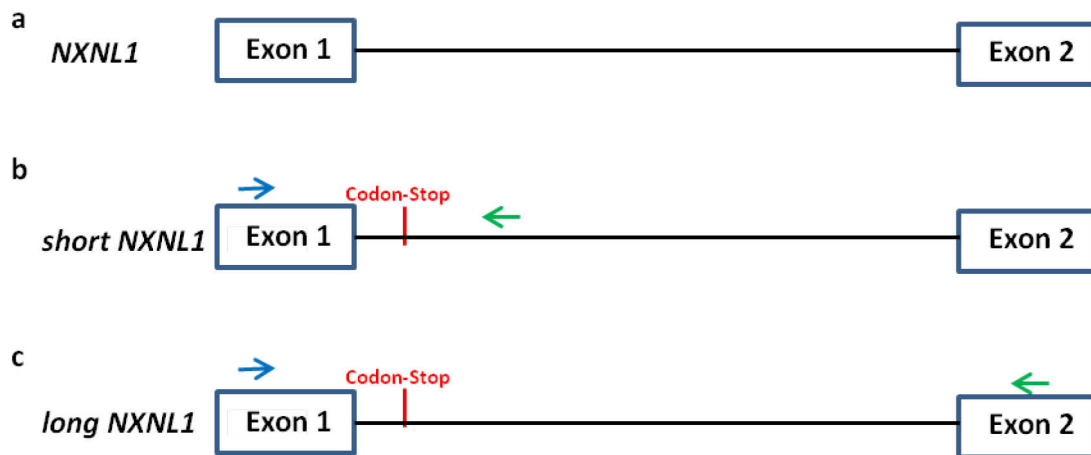 a
NXNL1
Exon 1
Exon 2
b
short NXNL1
Codon-Stop
Exon 1
Exon 2
c
long NXNL1
Codon-Stop
Exon 1
Exon 2